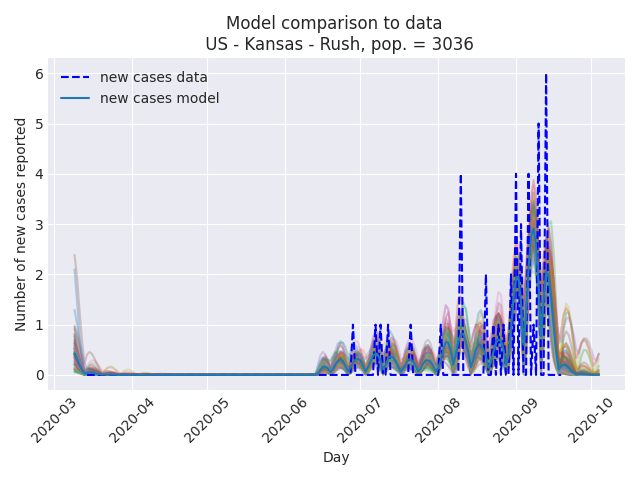 Model comparison to data
US - Kansas - Rush, pop. = 3036
new cases data
new cases model
Number of new cases reported
6
5
4
3
2
1
0
2020-03
2020-04
2020-05
2020-06
2020-07
2020-08
2020-09
2020-10
Day